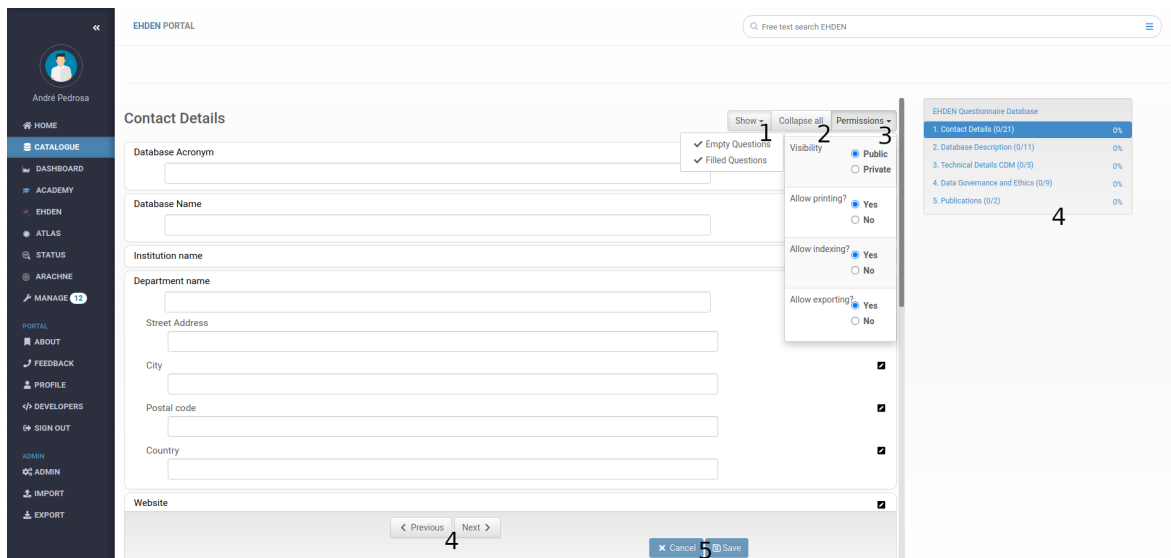 «
EHDEN PORTAL
Free text search EHDEN
André Pedrosa
HOME
CATALOGUE
DASHBOARD
ACADEMY
EHDEN
ATLAS
STATUS
ARACHNE
MANAGE 12
PORTAL
ABOUT
FEEDBACK
PROFILE
DEVELOPERS
SIGN OUT
ADMIN
ADMIN
IMPORT
EXPORT
Contact Details
Show
Collapse all
Permissions
1
2
3
Empty Questions
Filled Questions
Visibility
Public
Private
Allow printing?
Yes
No
Allow indexing?
Yes
No
Allow exporting?
Yes
No
Database Acronym
Database Name
Institution name
Department name
Street Address
City
Postal code
Country
Website
Previous
Next
4
Cancel
5
Save
EHDEN Questionnaire Database
1. Contact Details (0/21) 0%
2. Database Description (0/11) 0%
3. Technical Details CDM (0/5) 0%
4. Data Governance and Ethics (0/9) 0%
5. Publications (0/2) 0%
4